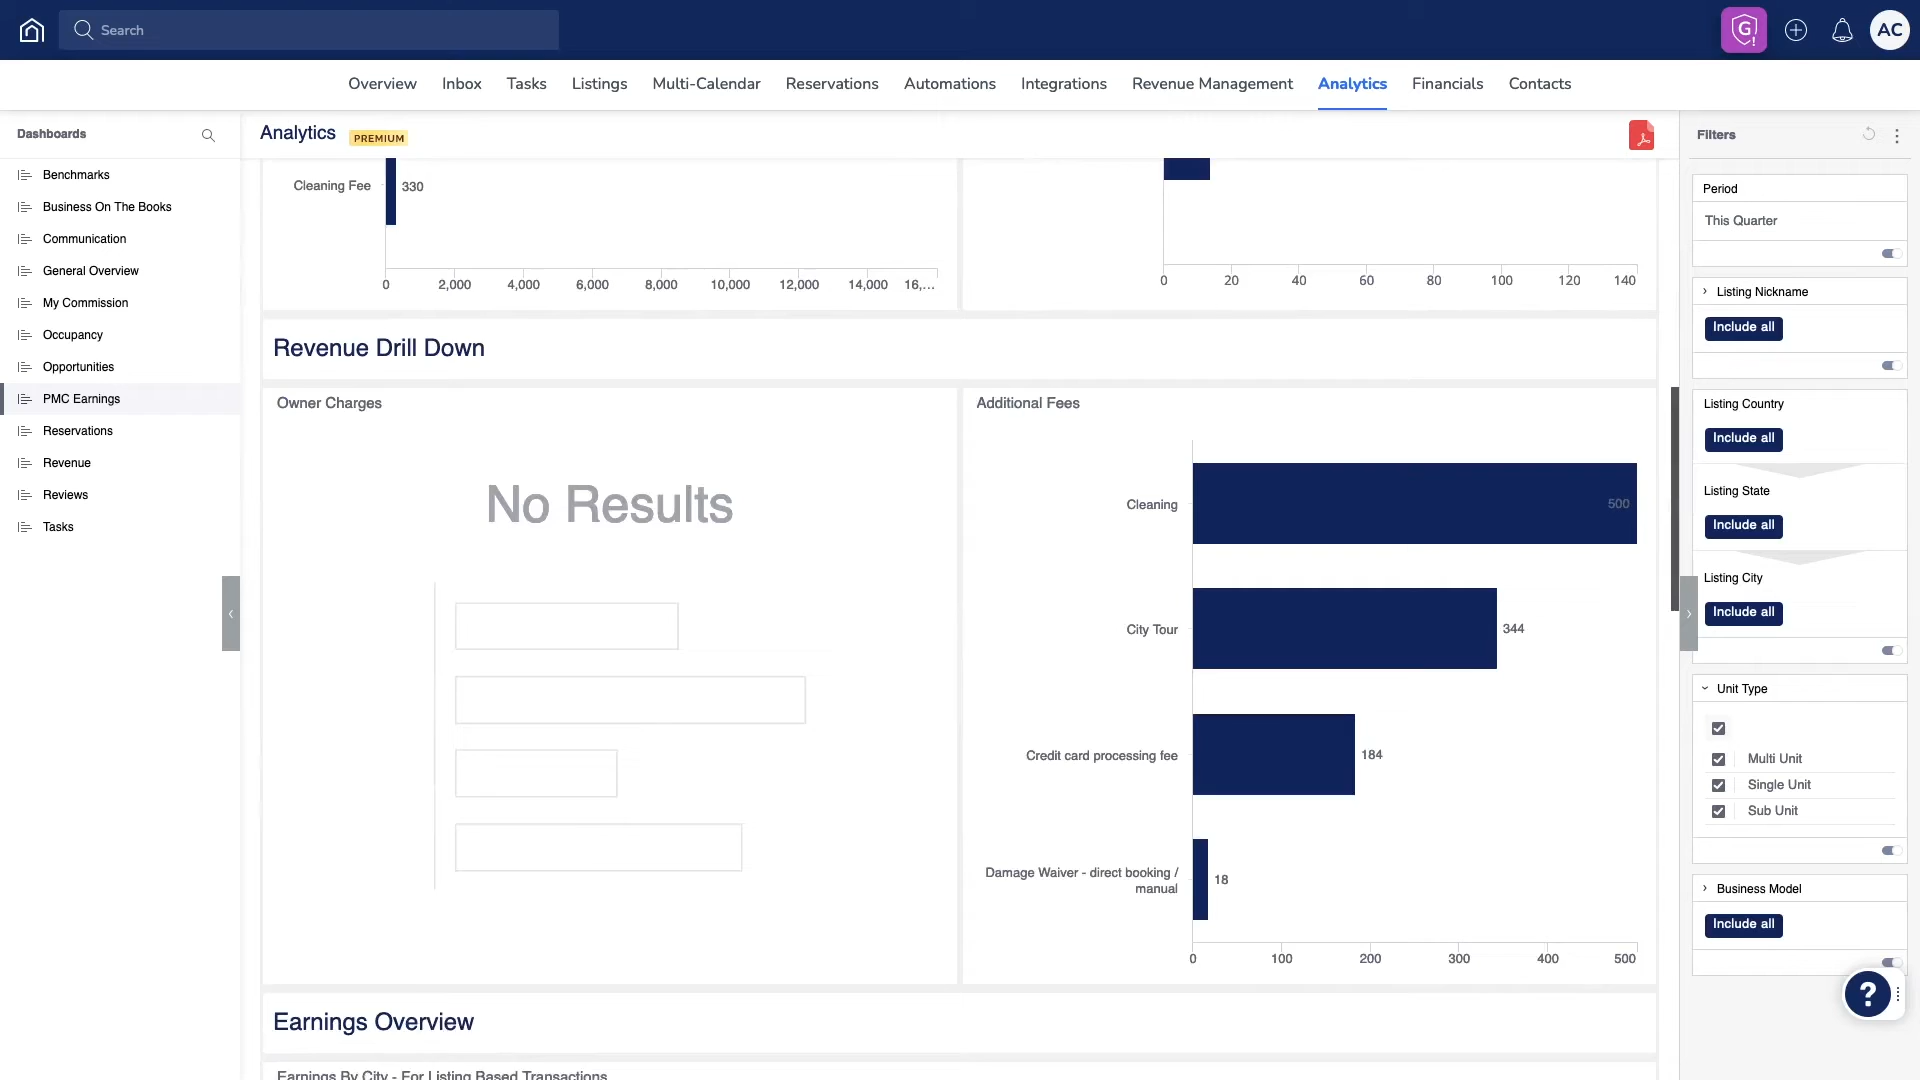 Search
G!
AC
Overview
Inbox
Tasks
Listings
Multi-Calendar
Reservations
Automations
Integrations
Revenue Management
Analytics
Financials
Contacts
Dashboards
Benchmarks
Business On The Books
Communication
General Overview
My Commission
Occupancy
Opportunities
PMC Earnings
Reservations
Revenue
Reviews
Tasks
Analytics
PREMIUM
Cleaning Fee
330
0
2,000
4,000
6,000
8,000
10,000
12,000
14,000
16,...
0
20
40
60
80
100
120
140
Revenue Drill Down
Owner Charges
No Results
Additional Fees
Cleaning
500
City Tour
344
Credit card processing fee
184
Damage Waiver - direct booking /
manual
18
0
100
200
300
400
500
Earnings Overview
Earnings By City - For Listing Based Transactions
Filters
Period
This Quarter
Listing Nickname
Include all
Listing Country
Include all
Listing State
Include all
Listing City
Include all
Unit Type
Multi Unit
Single Unit
Sub Unit
Business Model
Include all
?